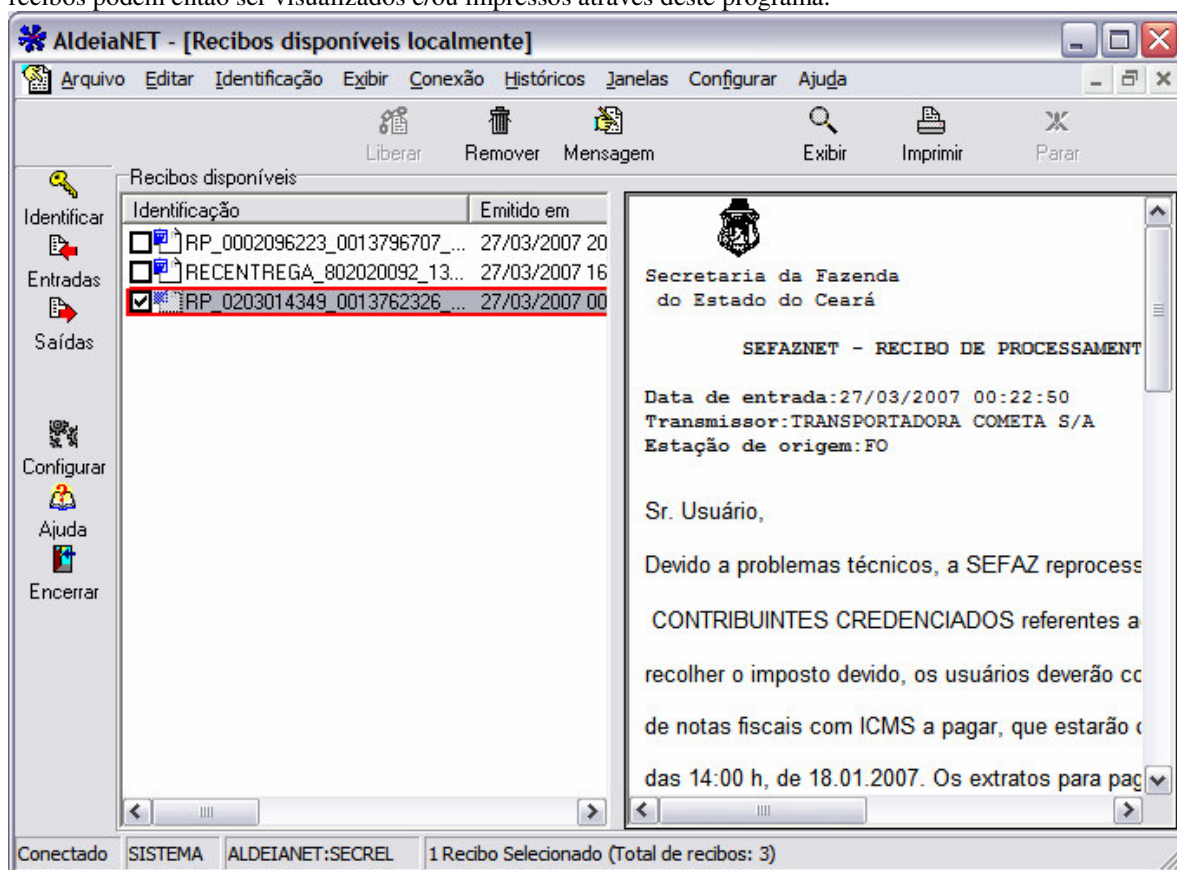 recibos podem então ser visualizados e/ou impressos através deste programa.
AldeiaNET - [Recibos disponíveis localmente]
Arquivo Editar Identificação Exibir Conexão Históricos Janelas Configurar Ajuda
Liberar Remover Mensagem Exibir Imprimir Parar
Identificar
Entradas
Saídas
Configurar
Ajuda
Encerrar
Recibos disponíveis
Identificação Emitido em
RP_0002096223_0013796707_... 27/03/2007 20
RECENTREGA_802020092_13... 27/03/2007 16
RP_0203014349_0013762326_... 27/03/2007 00
Secretaria da Fazenda
do Estado do Ceará
SEFAZNET - RECIBO DE PROCESSAMENT
Data de entrada:27/03/2007 00:22:50
Transmissor:TRANSPORTADORA COMETA S/A
Estação de origem:FO
Sr. Usuário,
Devido a problemas técnicos, a SEFAZ reprocess
CONTRIBUINTES CREDENCIADOS referentes a
recolher o imposto devido, os usuários deverão co
de notas fiscais com ICMS a pagar, que estarão
das 14:00 h, de 18.01.2007. Os extratos para pag
Conectado SISTEMA ALDEIANET:SECREL 1 Recibo Selecionado (Total de recibos: 3)